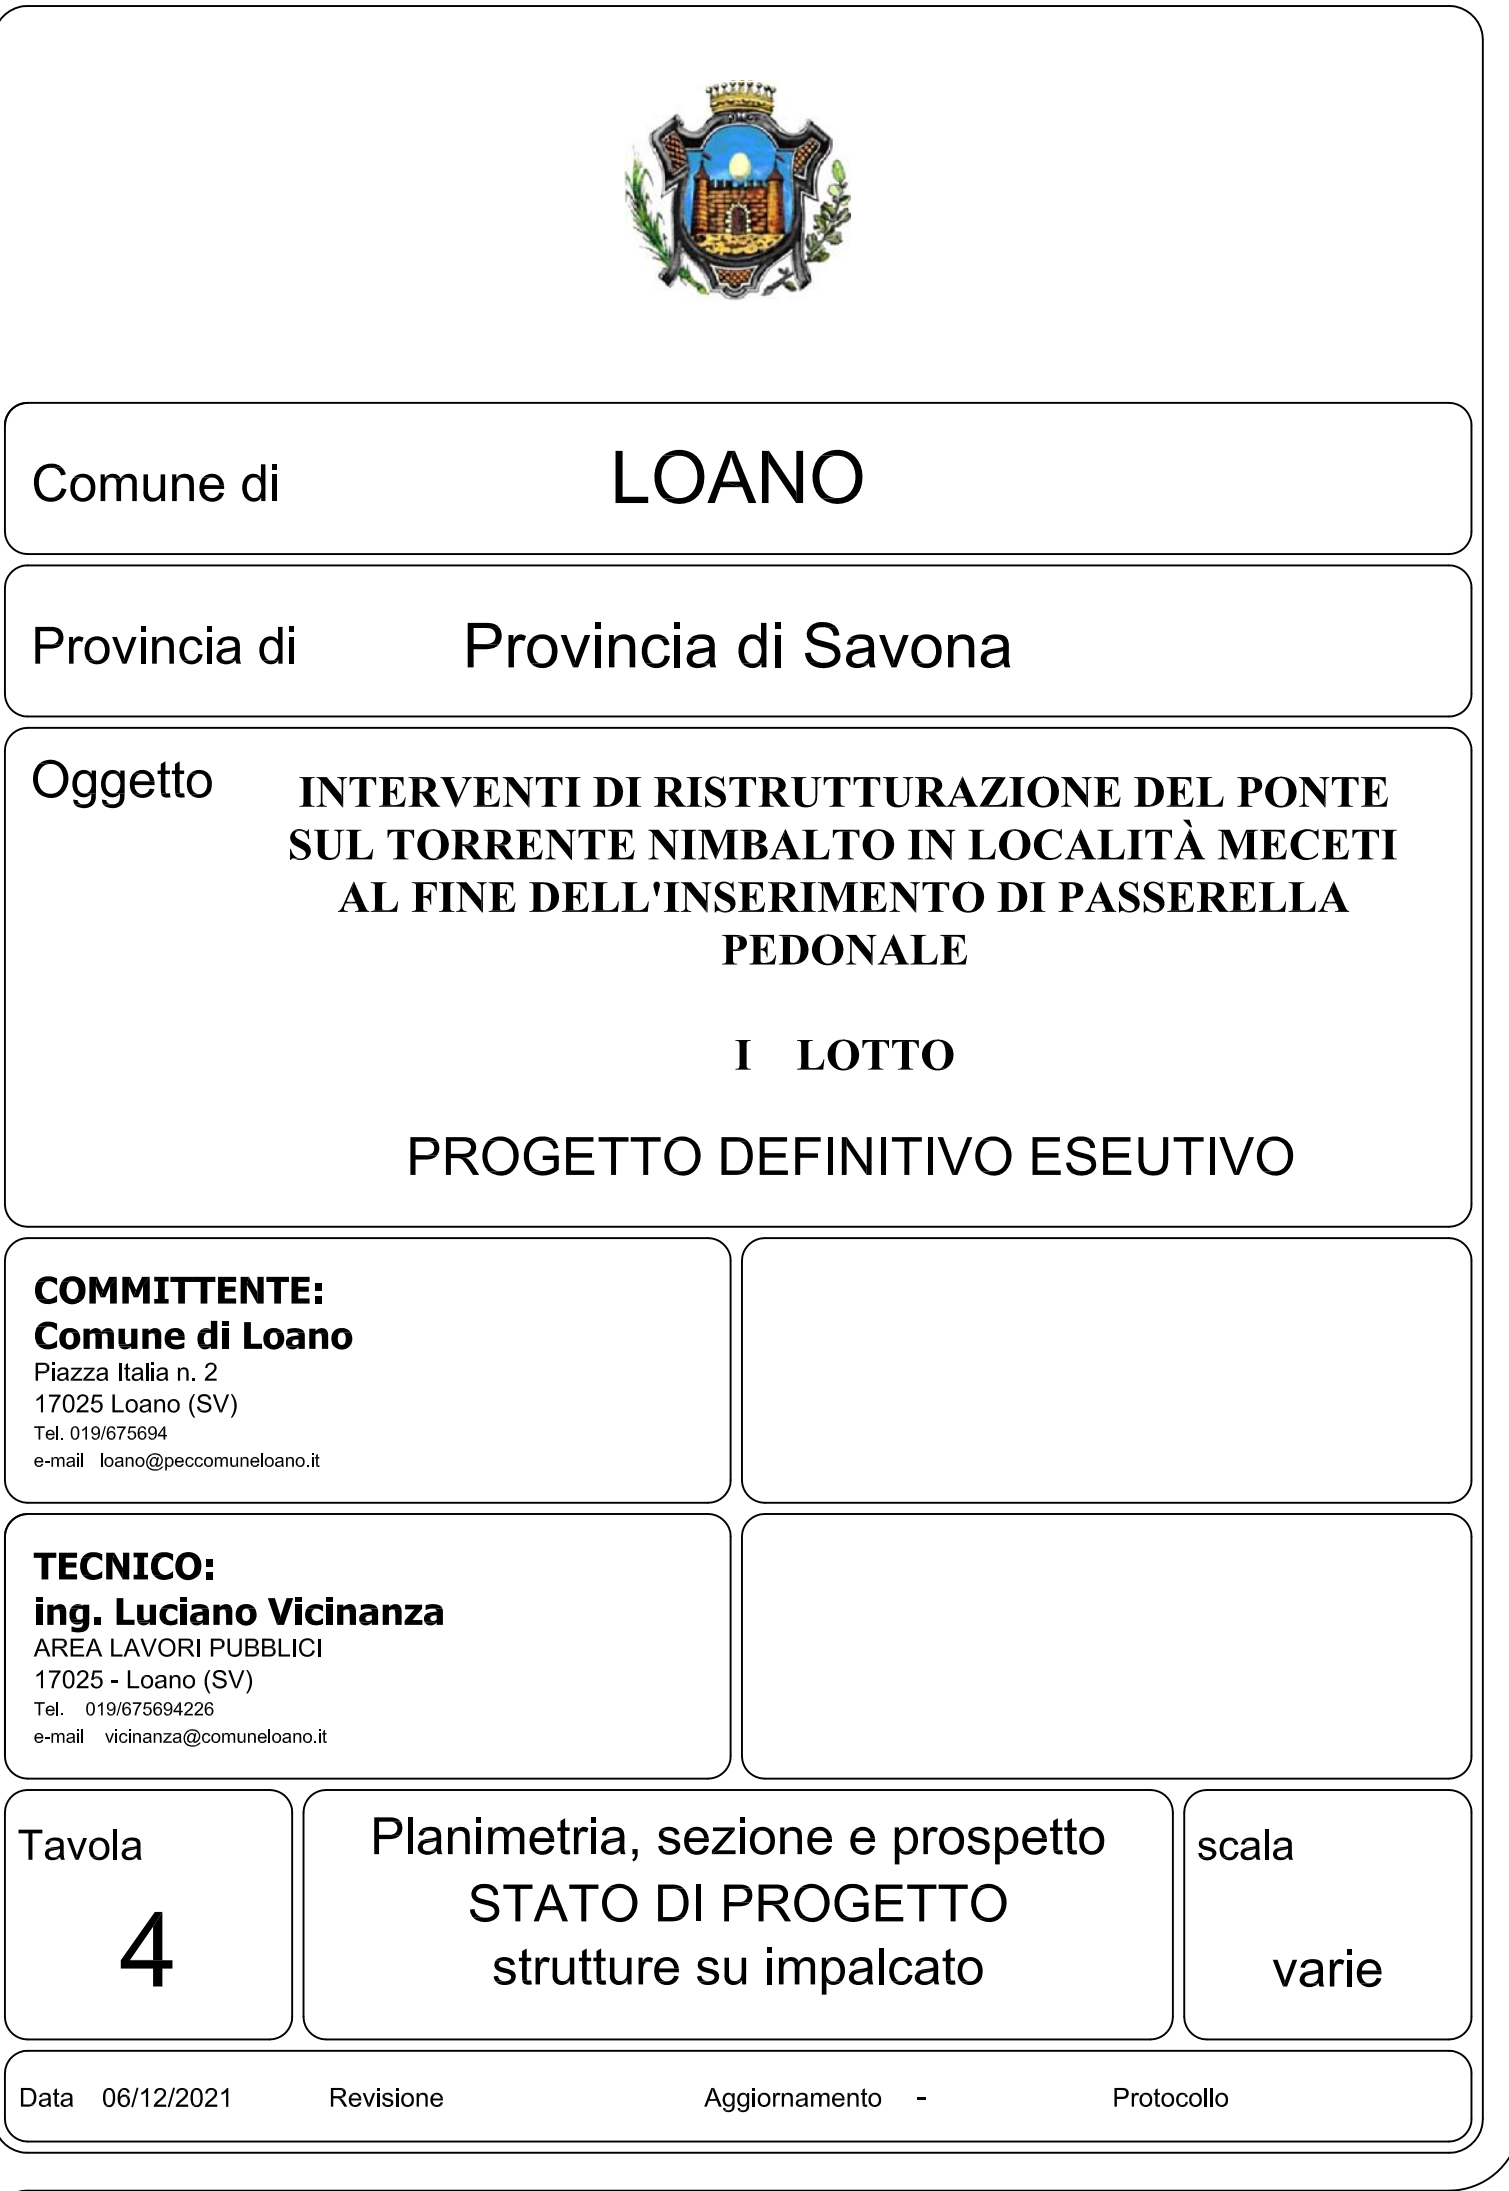 Comune di LOANO
Provincia di Provincia di Savona
Oggetto
INTERVENTI DI RISTRUTTURAZIONE DEL PONTE
SUL TORRENTE NIMBALTO IN LOCALITÀ MECETI
AL FINE DELL'INSERIMENTO DI PASSERELLA
PEDONALE
I LOTTO
PROGETTO DEFINITIVO ESEUTIVO
COMMITTENTE:
Comune di Loano
Piazza Italia n. 2
17025 Loano (SV)
Tel. 019/675694
e-mail loano@peccomuneloano.it
TECNICO:
ing. Luciano Vicinanza
AREA LAVORI PUBBLICI
17025 - Loano (SV)
Tel. 019/675694226
e-mail vicinanza@comuneloano.it
Tavola
4
Planimetria, sezione e prospetto
STATO DI PROGETTO
strutture su impalcato
scala
varie
Data 06/12/2021 Revisione Aggiornamento - Protocollo